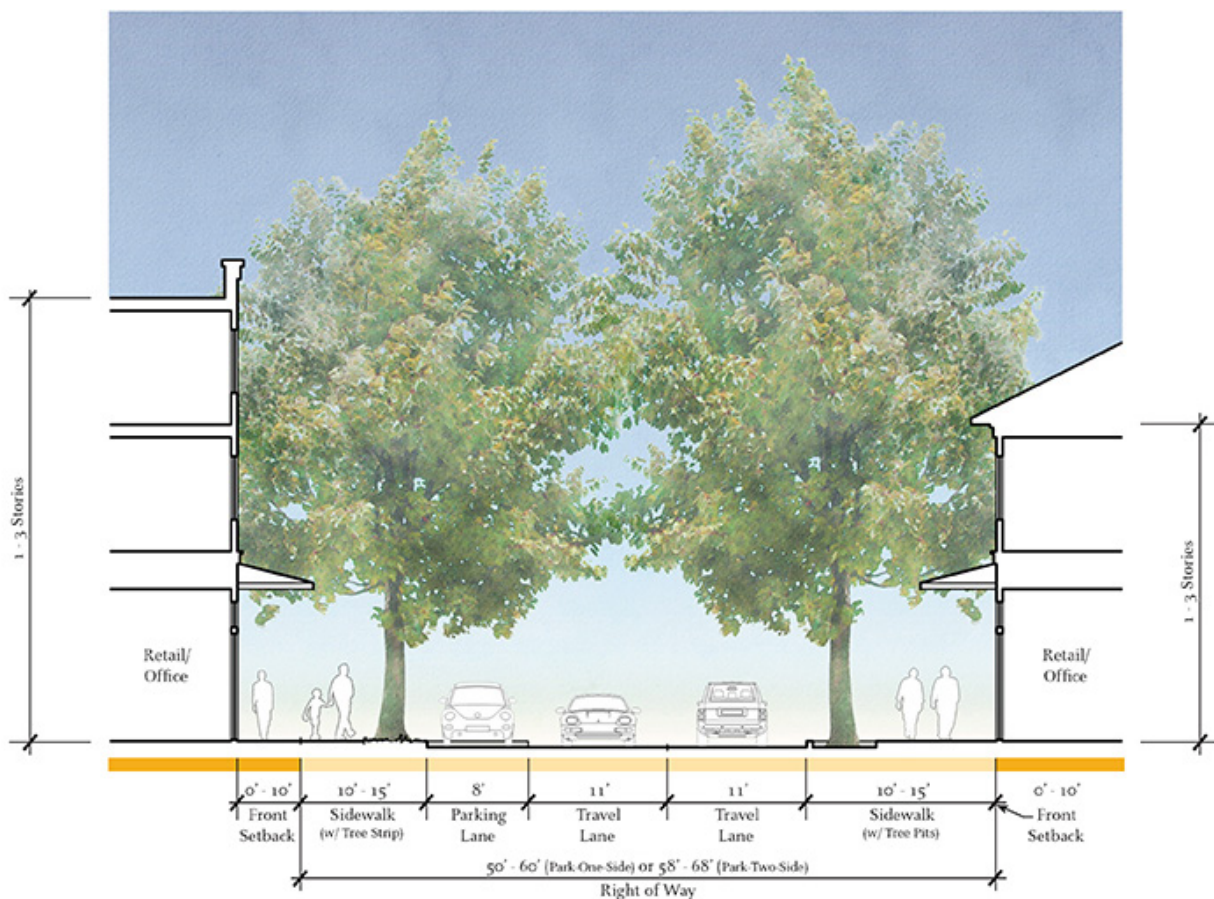 1 - 3 Stories
Retail/
Office
Retail/
Office
1 - 3 Stories
0' - 10'
10' - 15'
8'
11'
11'
10' - 15'
0' - 10'
Front
Setback
Sidewalk
(w/ Tree Strip)
Parking
Lane
Travel
Lane
Travel
Lane
Sidewalk
(w/ Tree Pits)
Front
Setback
50' - 60' (Park-One-Side) or 58' - 68' (Park-Two-Side)
Right of Way